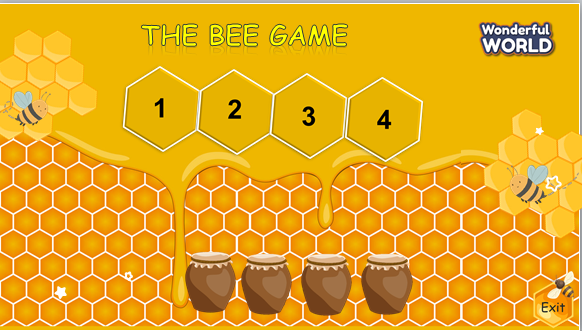 THE BEE GAME
Wonderful
WORLD
1 2 3 4
Exit